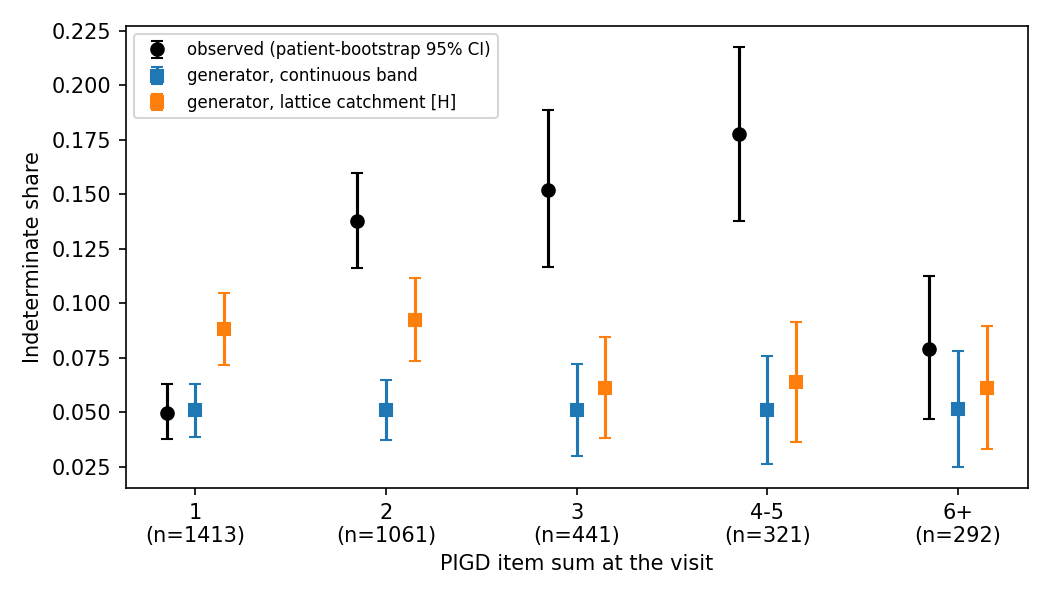 0.225
0.200
0.175
0.150
0.125
0.100
0.075
0.050
0.025
Indeterminate share
observed (patient-bootstrap 95% CI)
generator, continuous band
generator, lattice catchment [H]
1
(n=1413)
2
(n=1061)
3
(n=441)
4-5
(n=321)
6+
(n=292)
PIGD item sum at the visit